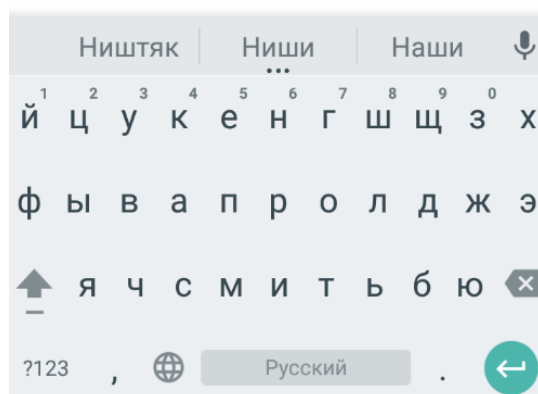 Ништяк Ниши Наши
1 2 3 4 5 6 7 8 9 0
й ц у к е н г ш щ з х
ф ы в а п р о л д ж э
я ч с м и т ь б ю
?123 , Русский .